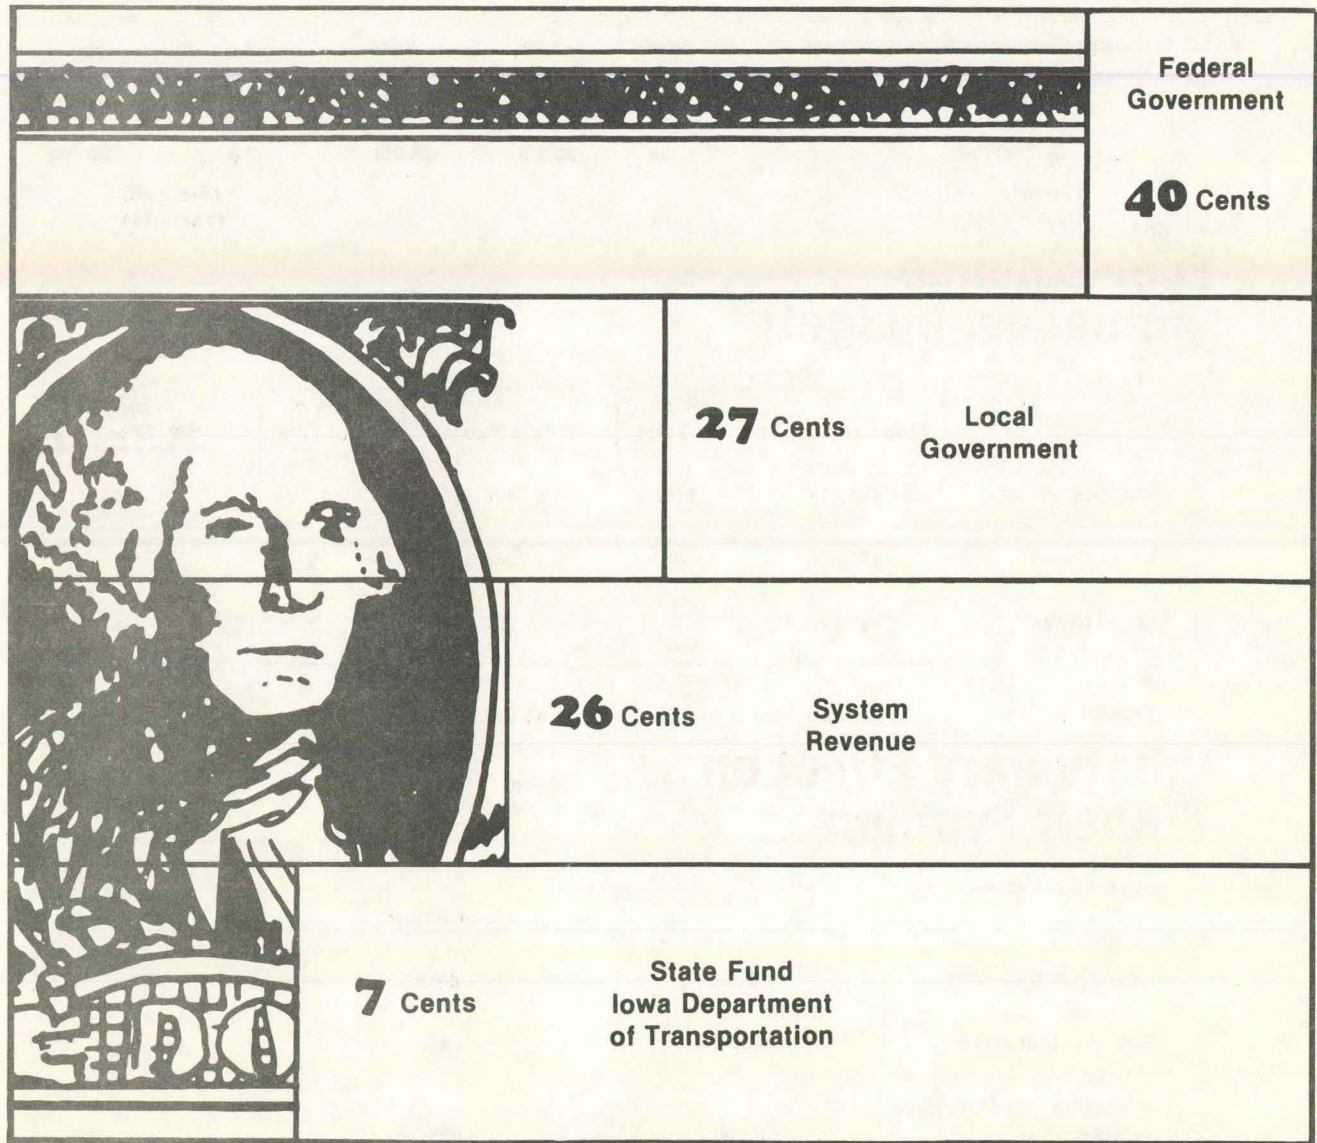 Federal
Government
40 Cents
27 Cents
Local
Government
26 Cents
System
Revenue
7 Cents
State Fund
Iowa Department
of Transportation